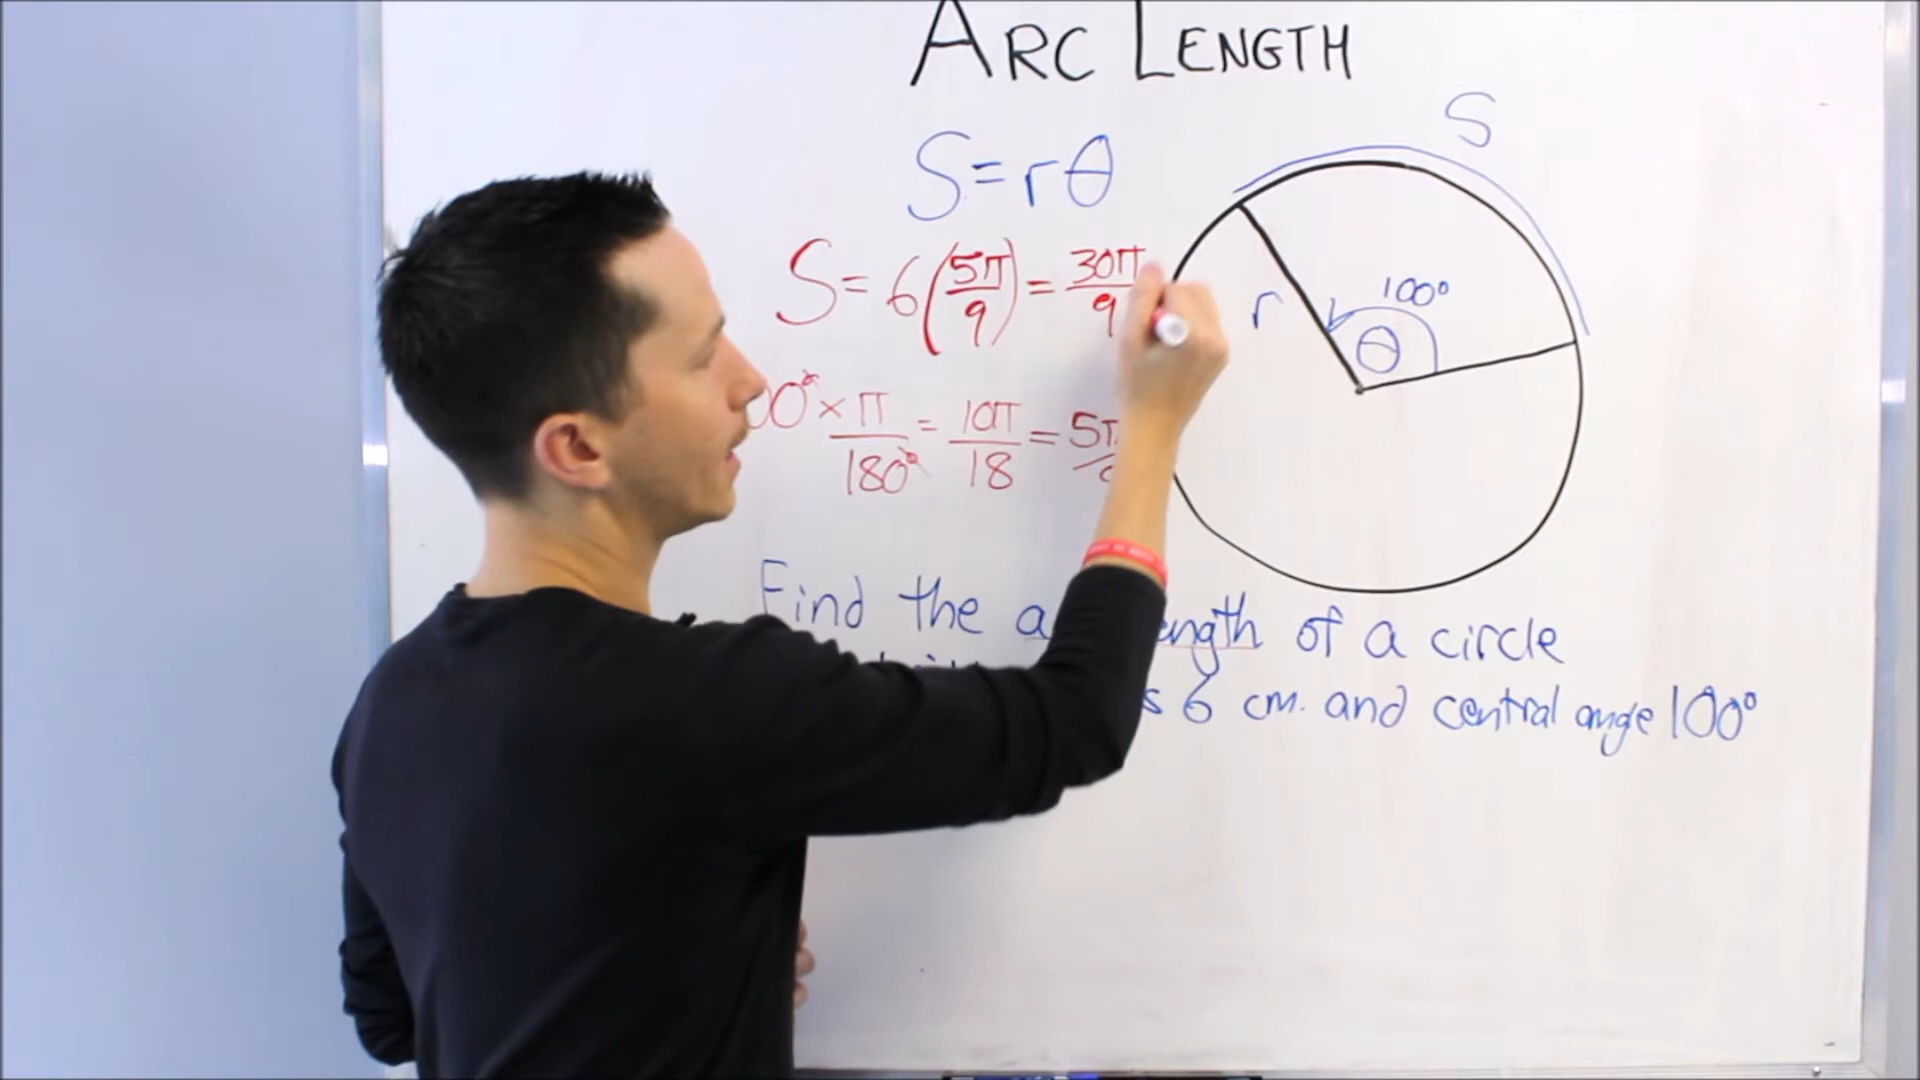 ARC LENGTH
S
S=rθ
S=6(5π/9)=30π/9
100°
r
θ
00° × π/180° = 10π/18 = 5π/
Find the ength of a circle
6 cm. and central angle 100°